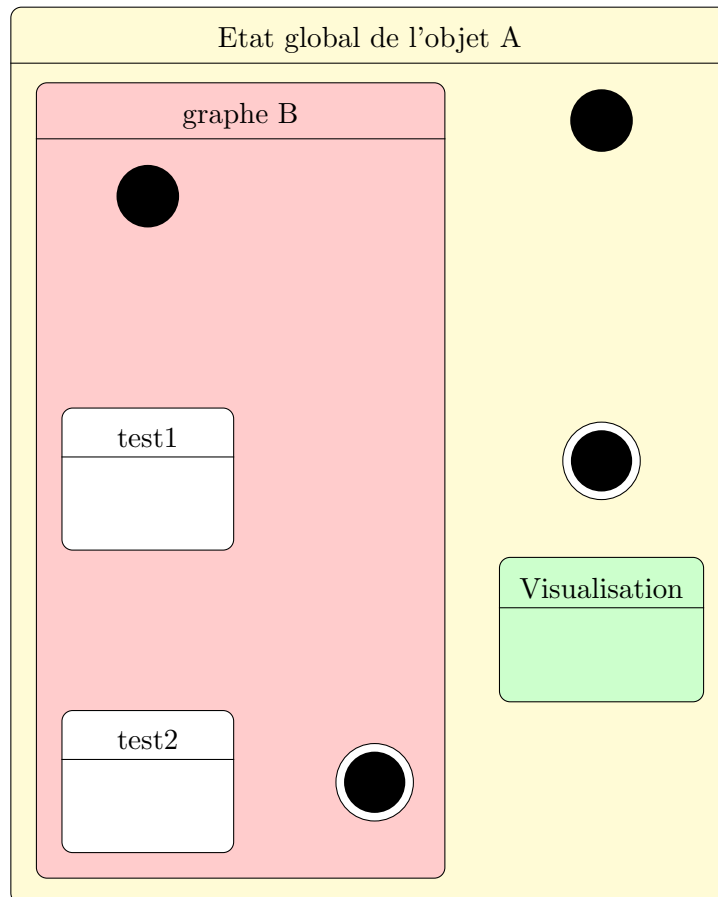 Etat global de l'objet A
graphe B
test1
Visualisation
test2